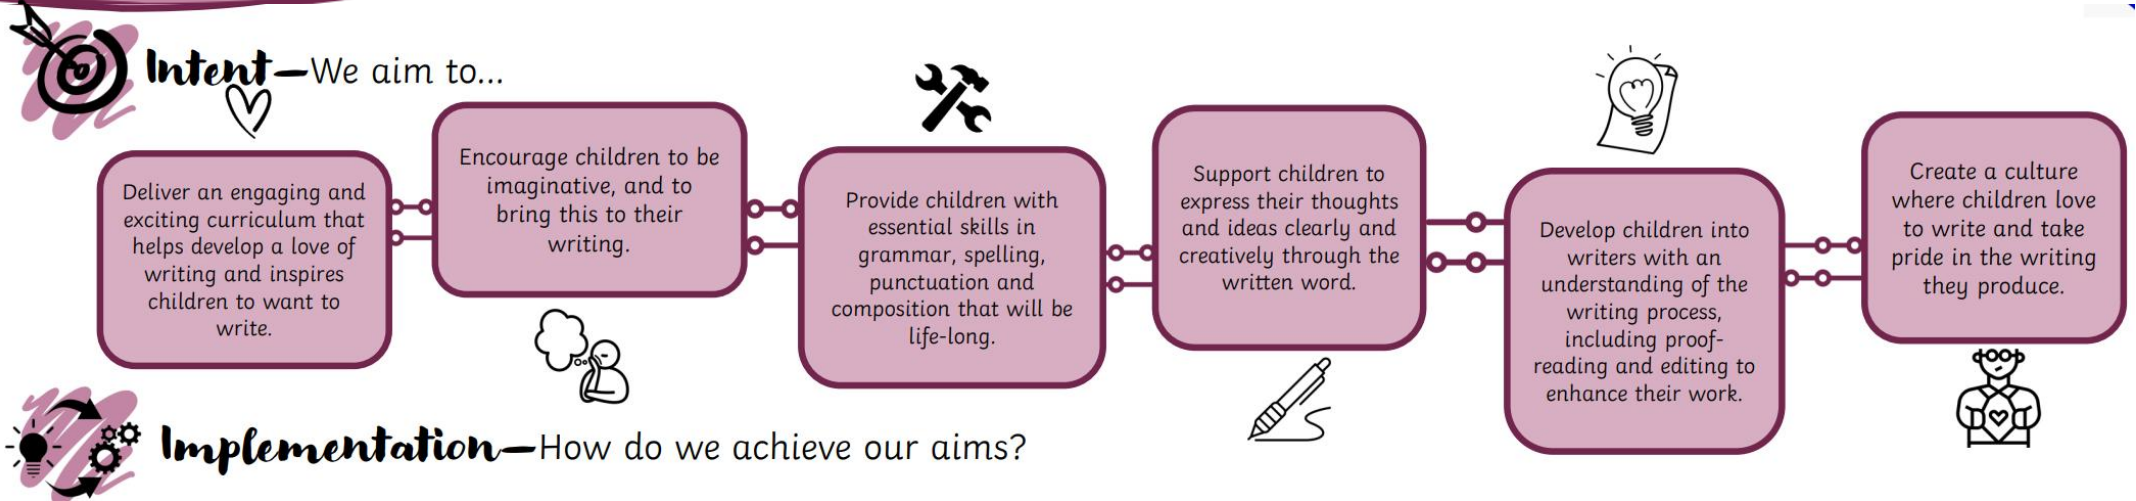 Intent—We aim to...
Deliver an engaging and
exciting curriculum that
helps develop a love of
writing and inspires
children to want to
write.
Encourage children to be
imaginative, and to
bring this to their
writing.
Provide children with
essential skills in
grammar, spelling,
punctuation and
composition that will be
life-long.
Support children to
express their thoughts
and ideas clearly and
creatively through the
written word.
Develop children into
writers with an
understanding of the
writing process,
including proof-
reading and editing to
enhance their work.
Create a culture
where children love
to write and take
pride in the writing
they produce.
Implementation—How do we achieve our aims?